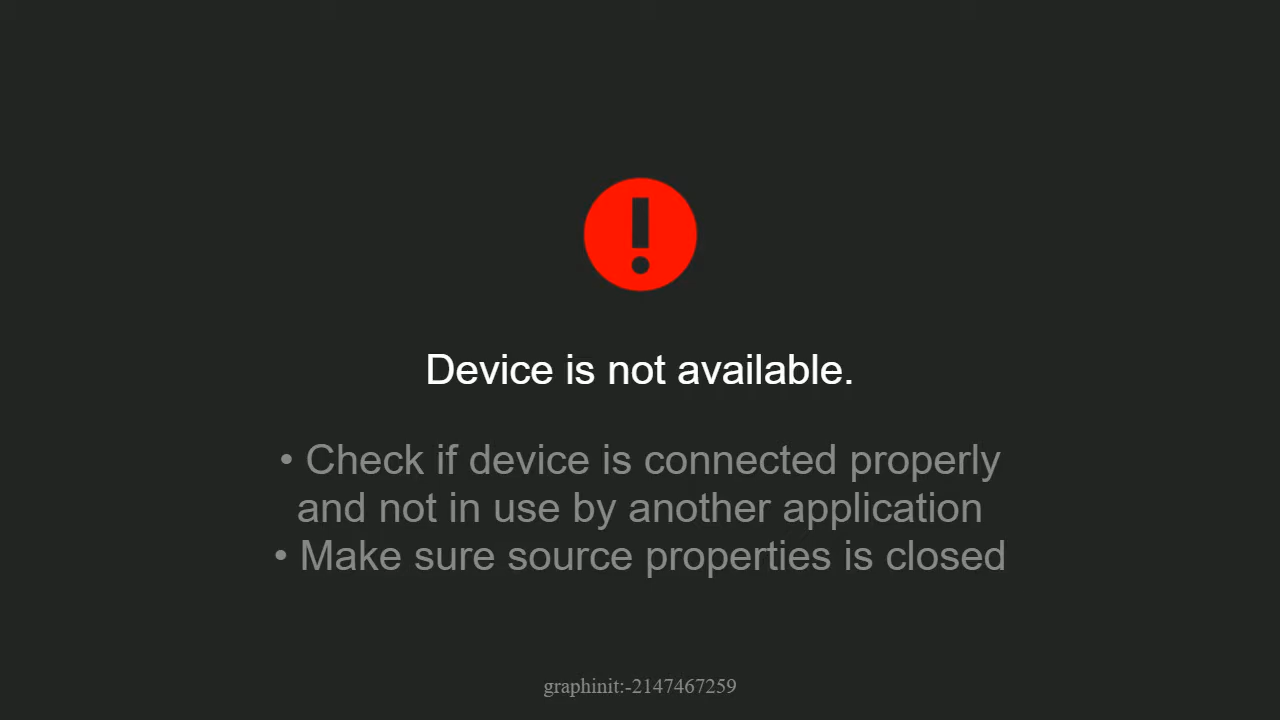 Device is not available.
• Check if device is connected properly
and not in use by another application
• Make sure source properties is closed
graphinit:-2147467259